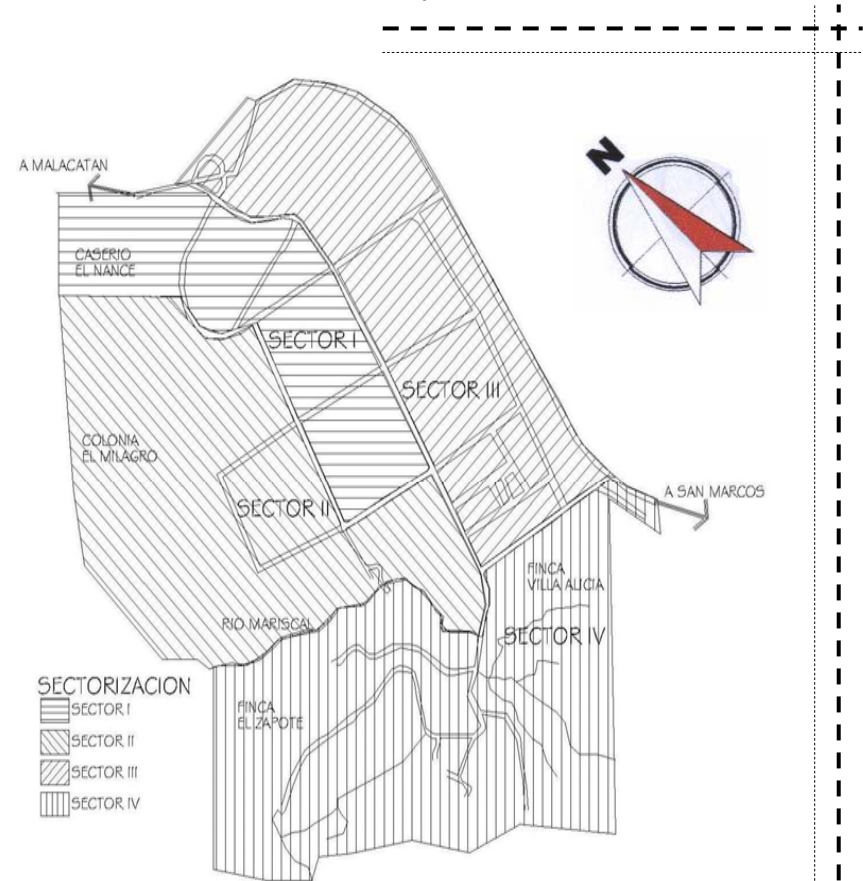 N
A MALACATAN
CASERIO
EL NANCE
SECTOR I
SECTOR III
COLONIA
EL MILAGRO
A SAN MARCOS
SECTOR II
FINCA
VILLA ALICIA
RIO MARISCAL
SECTOR IV
FINCA
EL ZAPOTE
SECTORIZACION
SECTOR I
SECTOR II
SECTOR III
SECTOR IV